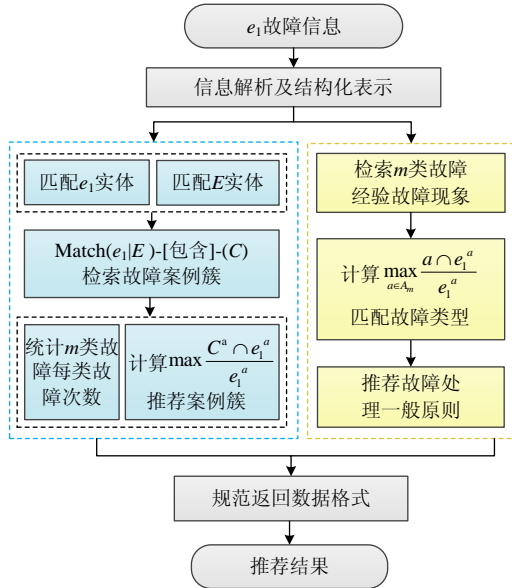 e₁故障信息
信息解析及结构化表示
匹配e₁实体
匹配E实体
Match(e₁|E )-[包含]-(C)
检索故障案例簇
统计m类故
障每类故
障次数
计算 max (Cᵃ ∩ e₁ᵃ) / e₁ᵃ
推荐案例簇
检索m类故障
经验故障现象
计算 max_{a∈Aₘ} (a ∩ e₁ᵃ) / e₁ᵃ
匹配故障类型
推荐故障处
理一般原则
规范返回数据格式
推荐结果